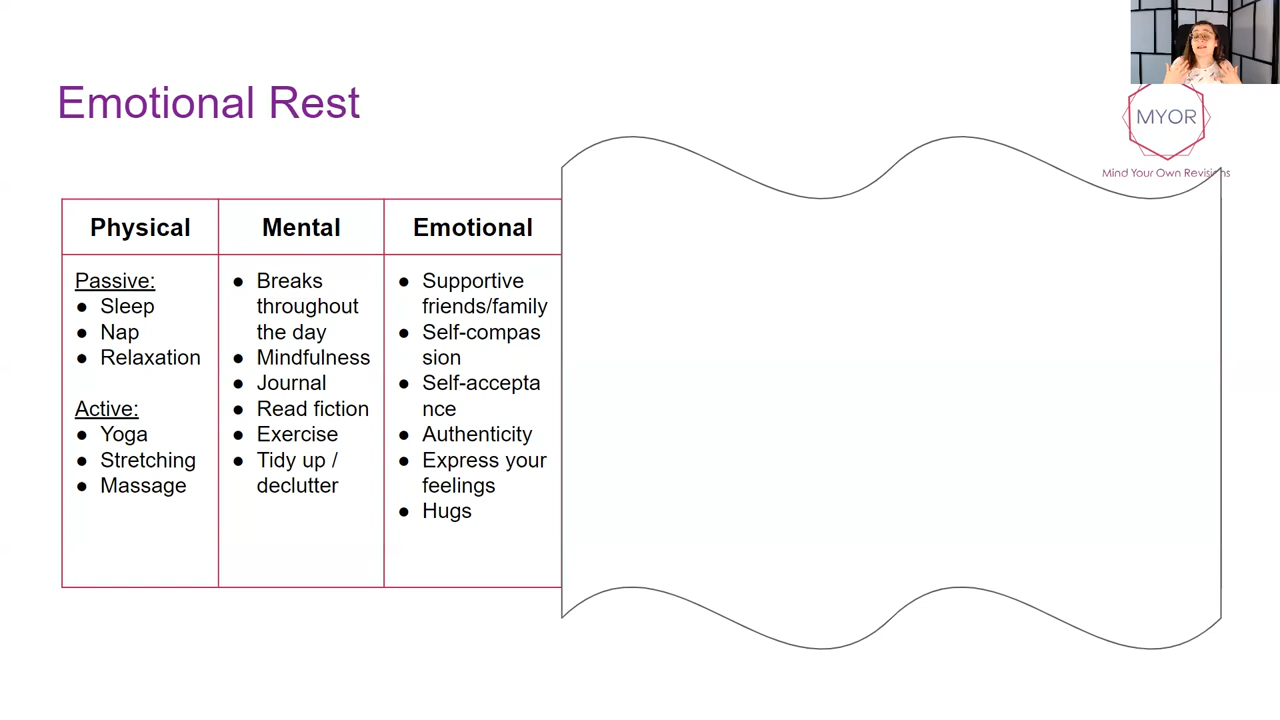 Emotional Rest
MYOR
Mind Your Own Revisions
Physical
Mental
Emotional
Passive:
● Sleep
● Nap
● Relaxation
Active:
● Yoga
● Stretching
● Massage
● Breaks
throughout
the day
● Mindfulness
● Journal
● Read fiction
● Exercise
● Tidy up /
declutter
● Supportive
friends/family
● Self-compas
sion
● Self-accepta
nce
● Authenticity
● Express your
feelings
● Hugs